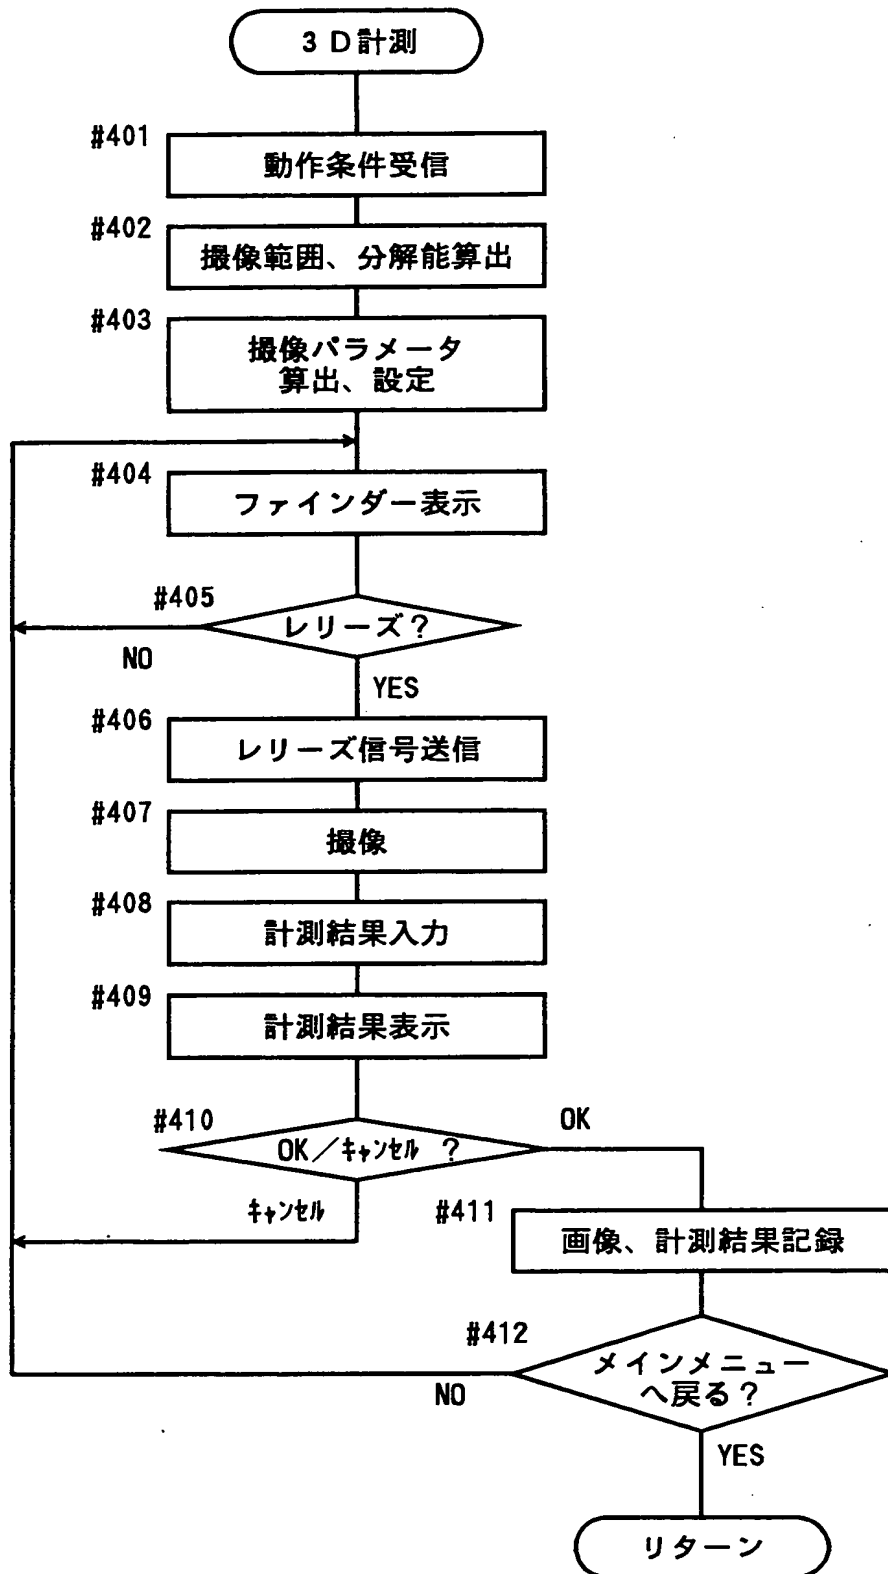 3D計測
#401
動作条件受信
#402
撮像範囲、分解能算出
#403
撮像パラメータ
算出、設定
#404
ファインダー表示
#405
レリーズ?
NO
YES
#406
レリーズ信号送信
#407
撮像
#408
計測結果入力
#409
計測結果表示
#410
OK/キャンセル ?
OK
キャンセル
#411
画像、計測結果記録
#412
メインメニュー
へ戻る?
NO
YES
リターン